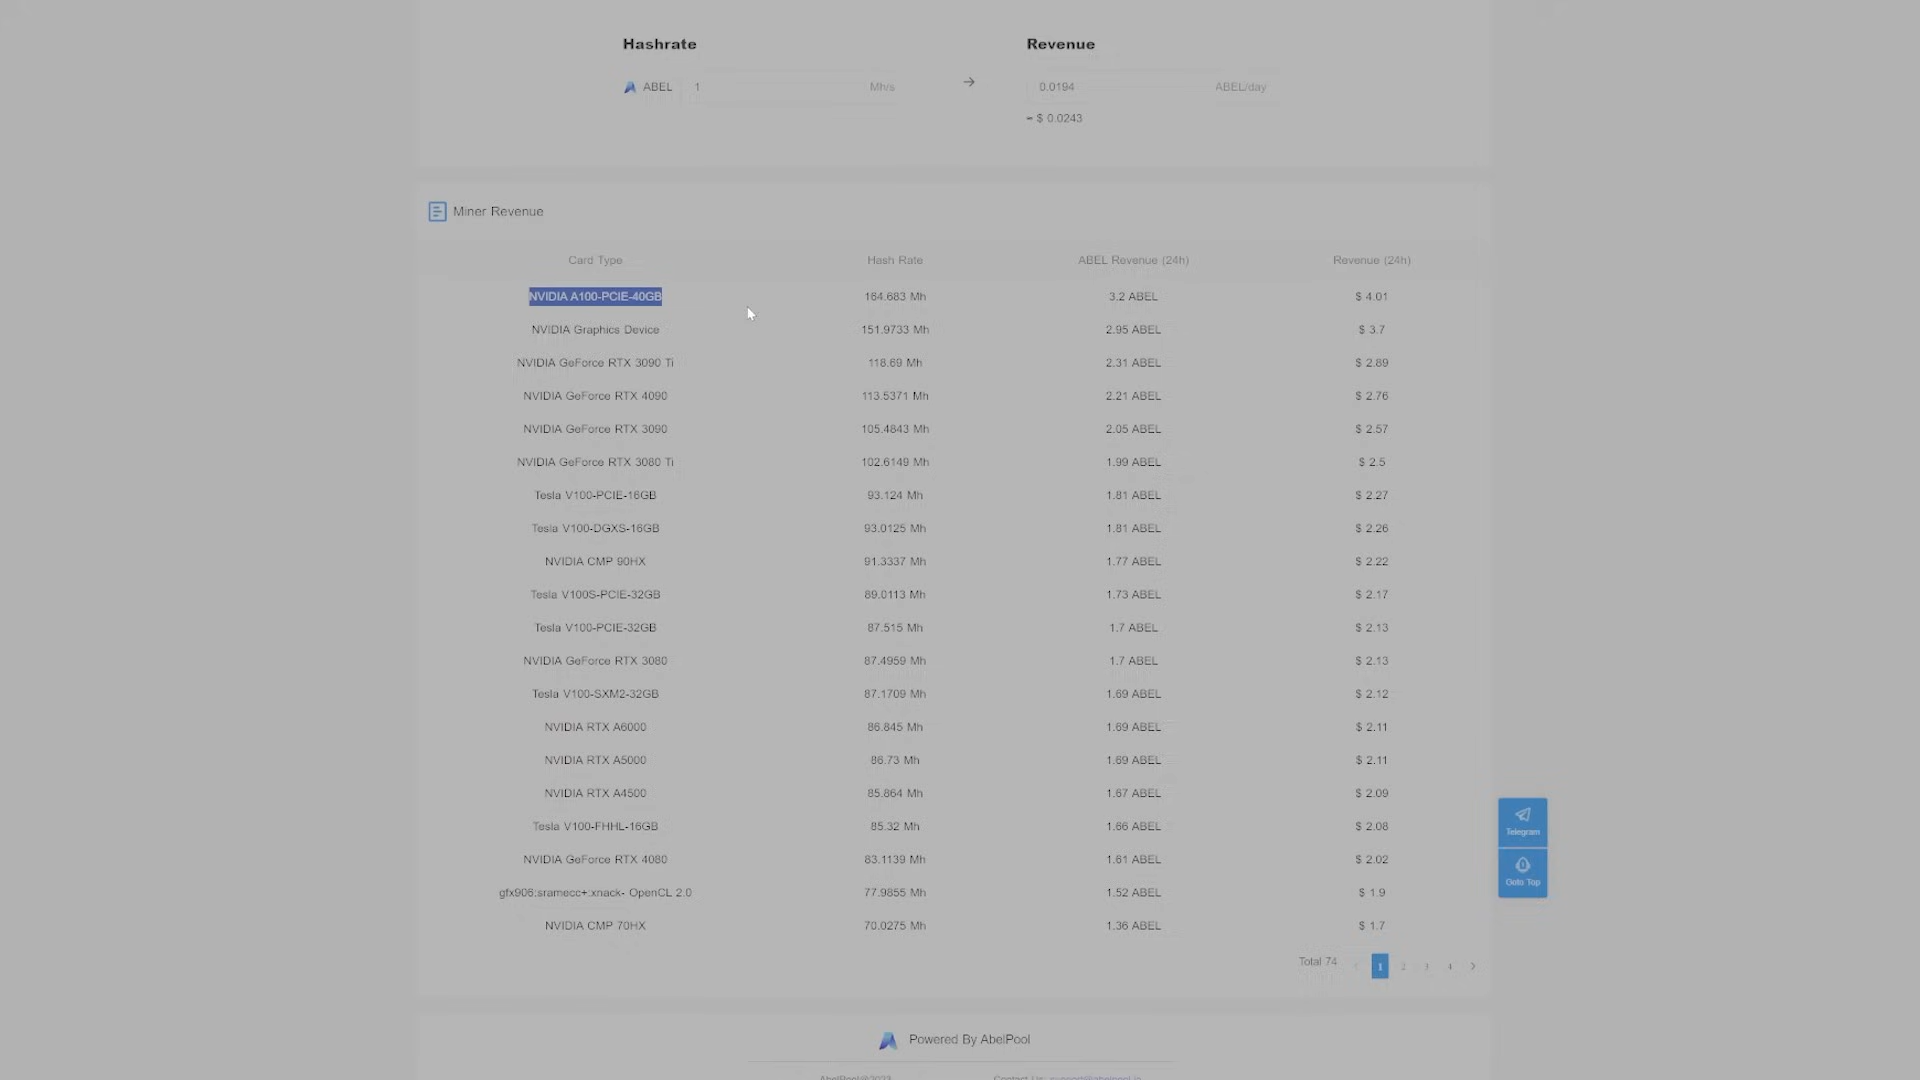 Hashrate Revenue
ABEL 1 Mh/s → 0.0194 ABEL/day
≈ $ 0.0243
Miner Revenue
Card Type Hash Rate ABEL Revenue (24h) Revenue (24h)
NVIDIA A100-PCIE-40GB 164.683 Mh 3.2 ABEL $ 4.01
NVIDIA Graphics Device 151.9733 Mh 2.95 ABEL $ 3.7
NVIDIA GeForce RTX 3090 Ti 118.69 Mh 2.31 ABEL $ 2.89
NVIDIA GeForce RTX 4090 113.5371 Mh 2.21 ABEL $ 2.76
NVIDIA GeForce RTX 3090 105.4843 Mh 2.05 ABEL $ 2.57
NVIDIA GeForce RTX 3080 Ti 102.6149 Mh 1.99 ABEL $ 2.5
Tesla V100-PCIE-16GB 93.124 Mh 1.81 ABEL $ 2.27
Tesla V100-DGXS-16GB 93.0125 Mh 1.81 ABEL $ 2.26
NVIDIA CMP 90HX 91.3337 Mh 1.77 ABEL $ 2.22
Tesla V100S-PCIE-32GB 89.0113 Mh 1.73 ABEL $ 2.17
Tesla V100-PCIE-32GB 87.515 Mh 1.7 ABEL $ 2.13
NVIDIA GeForce RTX 3080 87.4959 Mh 1.7 ABEL $ 2.13
Tesla V100-SXM2-32GB 87.1709 Mh 1.69 ABEL $ 2.12
NVIDIA RTX A6000 86.845 Mh 1.69 ABEL $ 2.11
NVIDIA RTX A5000 86.73 Mh 1.69 ABEL $ 2.11
NVIDIA RTX A4500 85.864 Mh 1.67 ABEL $ 2.09
Tesla V100-FHHL-16GB 85.32 Mh 1.66 ABEL $ 2.08
NVIDIA GeForce RTX 4080 83.1139 Mh 1.61 ABEL $ 2.02
gfx906:sramecc+:xnack- OpenCL 2.0 77.9855 Mh 1.52 ABEL $ 1.9
NVIDIA CMP 70HX 70.0275 Mh 1.36 ABEL $ 1.7
Total 74 < 1 2 3 4 >
Telegram
Goto Top
Powered By AbelPool
AbelPool@2023 Contact Us: